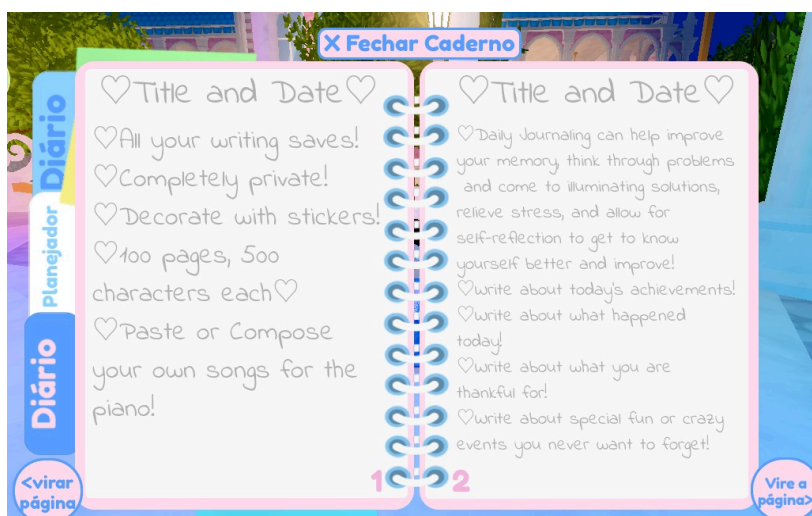 X Fechar Caderno
Diário
Planejador
Diário
♡Title and Date♡
♡All your writing saves!
♡Completely private!
♡Decorate with stickers!
♡100 pages, 500
characters each♡
♡Paste or Compose
your own songs for the
piano!
1
<virar
página
♡Title and Date♡
♡Daily Journaling can help improve
your memory, think through problems
and come to illuminating solutions,
relieve stress, and allow for
self-reflection to get to know
yourself better and improve!
♡write about today's achievements!
♡write about what happened
today!
♡write about what you are
thankful for!
♡write about special fun or crazy
events you never want to forget!
2
Vire a
página>